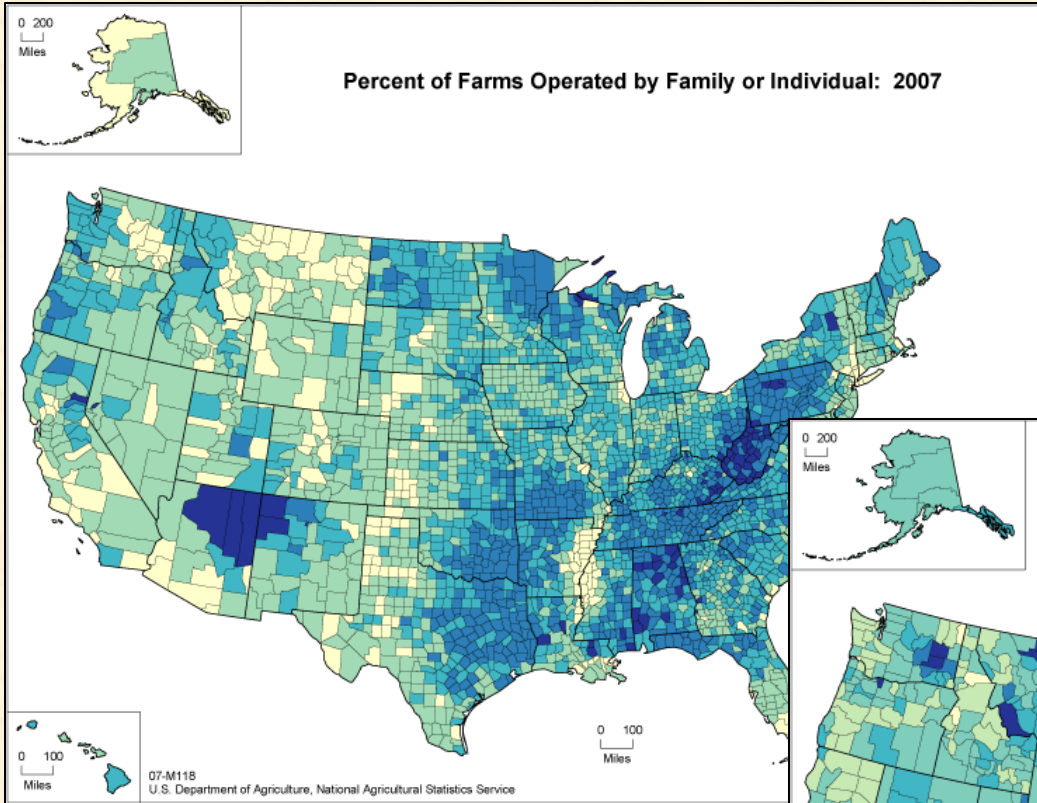 0 200
Miles
Percent of Farms Operated by Family or Individual: 2007
0 200
Miles
0 100
Miles
0 100
Miles
07-M118
U.S. Department of Agriculture, National Agricultural Statistics Service